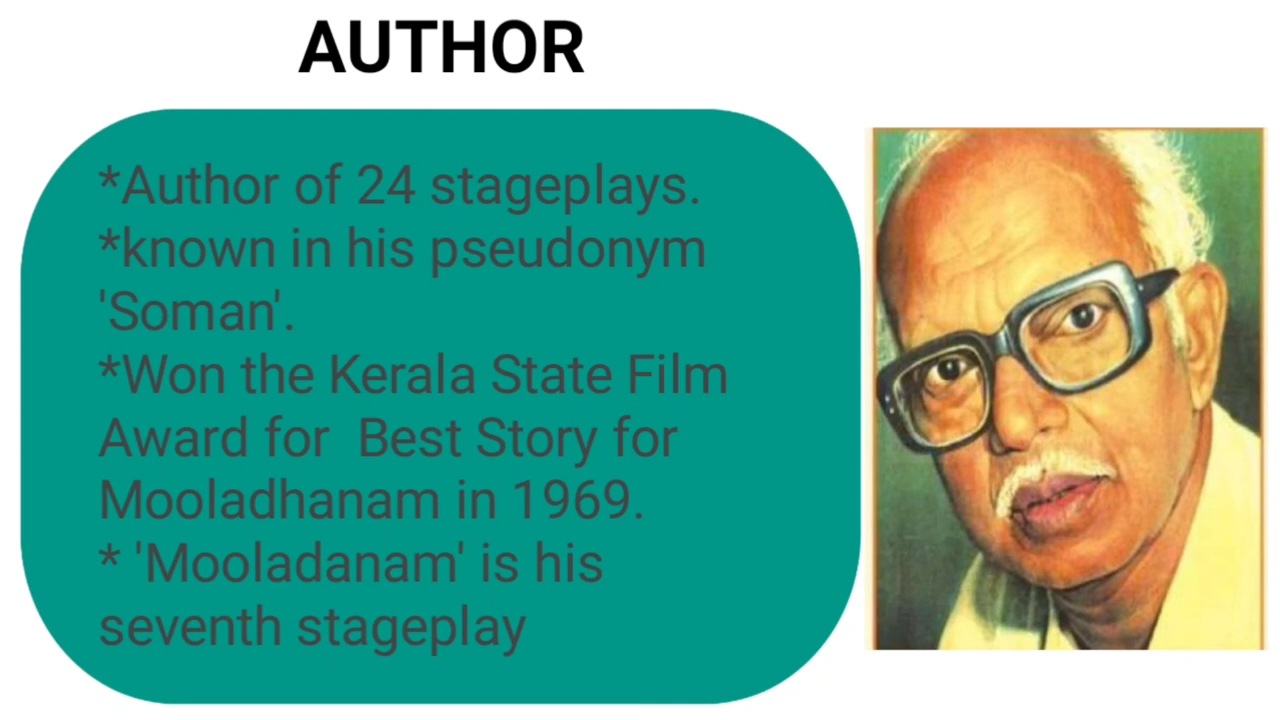 AUTHOR
*Author of 24 stageplays.
*known in his pseudonym
'Soman'.
*Won the Kerala State Film
Award for  Best Story for
Mooladhanam in 1969.
* 'Mooladanam' is his
seventh stageplay